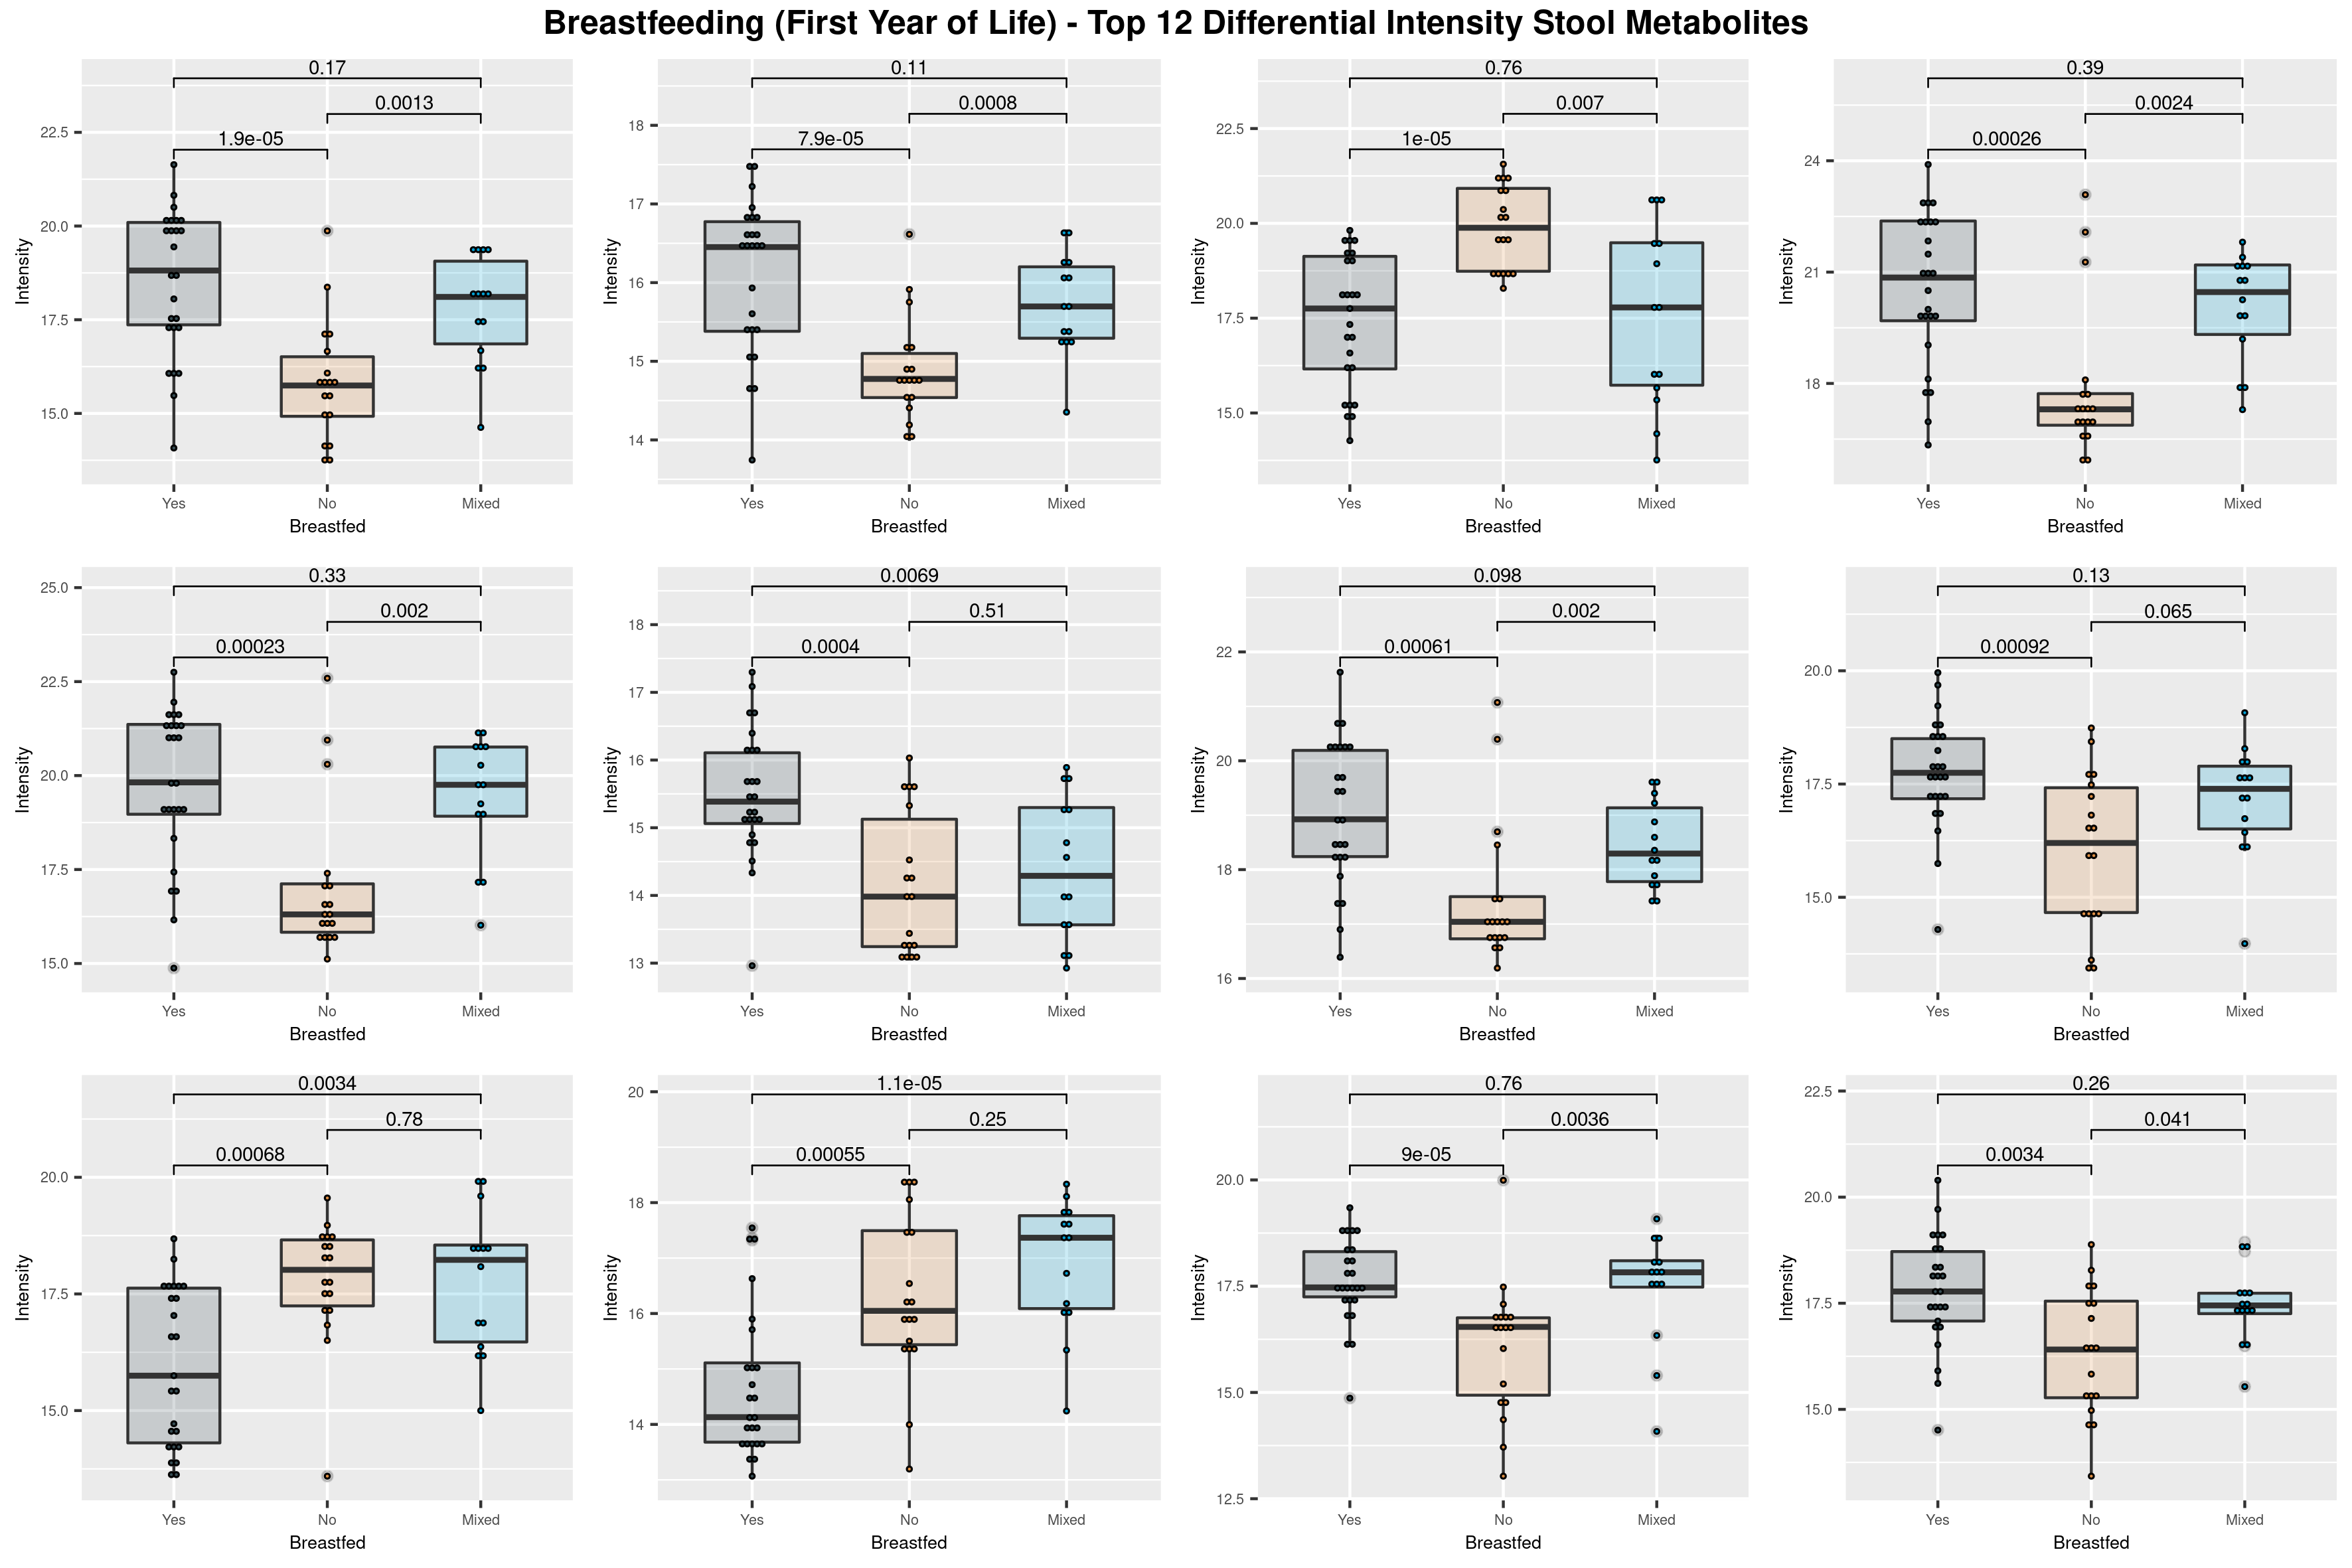 Breastfeeding (First Year of Life) - Top 12 Differential Intensity Stool Metabolites
0.17
0.0013
1.9e-05
22.5
20.0
17.5
15.0
Intensity
Yes No Mixed
Breastfed
0.11
0.0008
7.9e-05
18
17
16
15
14
Intensity
Yes No Mixed
Breastfed
0.76
0.007
1e-05
22.5
20.0
17.5
15.0
Intensity
Yes No Mixed
Breastfed
0.39
0.0024
0.00026
24
21
18
Intensity
Yes No Mixed
Breastfed
0.33
0.002
0.00023
25.0
22.5
20.0
17.5
15.0
Intensity
Yes No Mixed
Breastfed
0.0069
0.51
0.0004
18
17
16
15
14
13
Intensity
Yes No Mixed
Breastfed
0.098
0.002
0.00061
22
20
18
16
Intensity
Yes No Mixed
Breastfed
0.13
0.065
0.00092
20.0
17.5
15.0
Intensity
Yes No Mixed
Breastfed
0.0034
0.78
0.00068
20.0
17.5
15.0
Intensity
Yes No Mixed
Breastfed
1.1e-05
0.25
0.00055
20
18
16
14
Intensity
Yes No Mixed
Breastfed
0.76
0.0036
9e-05
20.0
17.5
15.0
12.5
Intensity
Yes No Mixed
Breastfed
0.26
0.041
0.0034
22.5
20.0
17.5
15.0
Intensity
Yes No Mixed
Breastfed